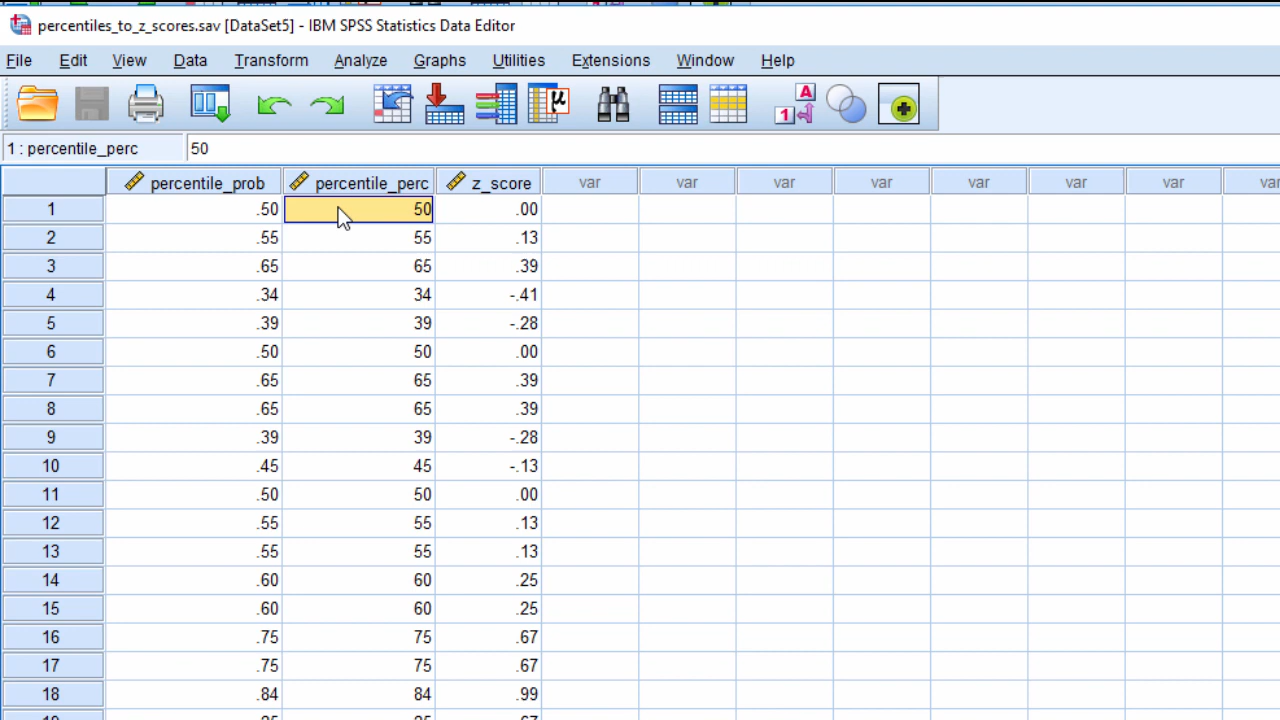 percentiles_to_z_scores.sav [DataSet5] - IBM SPSS Statistics Data Editor
File Edit View Data Transform Analyze Graphs Utilities Extensions Window Help
1 : percentile_perc 50
percentile_prob percentile_perc z_score var var var var var var var
1 .50 50 .00
2 .55 55 .13
3 .65 65 .39
4 .34 34 -.41
5 .39 39 -.28
6 .50 50 .00
7 .65 65 .39
8 .65 65 .39
9 .39 39 -.28
10 .45 45 -.13
11 .50 50 .00
12 .55 55 .13
13 .55 55 .13
14 .60 60 .25
15 .60 60 .25
16 .75 75 .67
17 .75 75 .67
18 .84 84 .99